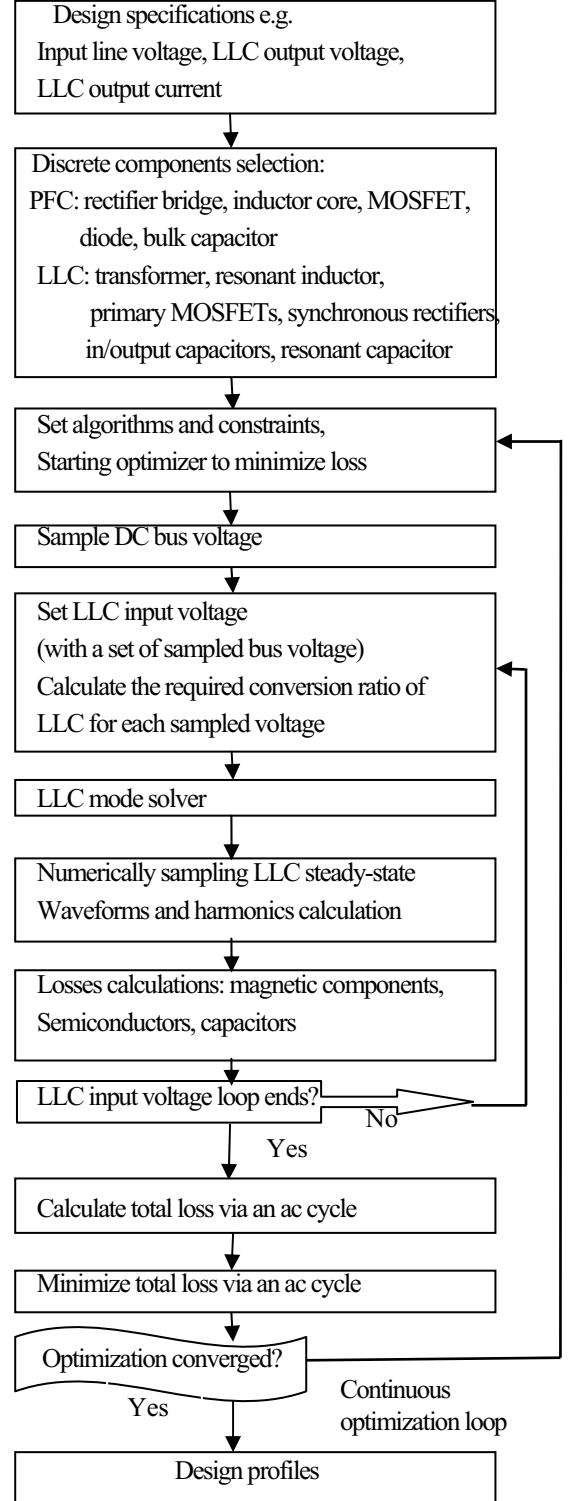 Design specifications e.g.
Input line voltage, LLC output voltage,
LLC output current
Discrete components selection:
PFC: rectifier bridge, inductor core, MOSFET,
diode, bulk capacitor
LLC: transformer, resonant inductor,
primary MOSFETs, synchronous rectifiers,
in/output capacitors, resonant capacitor
Set algorithms and constraints,
Starting optimizer to minimize loss
Sample DC bus voltage
Set LLC input voltage
(with a set of sampled bus voltage)
Calculate the required conversion ratio of
LLC for each sampled voltage
LLC mode solver
Numerically sampling LLC steady-state
Waveforms and harmonics calculation
Losses calculations: magnetic components,
Semiconductors, capacitors
LLC input voltage loop ends?
No
Yes
Calculate total loss via an ac cycle
Minimize total loss via an ac cycle
Optimization converged?
Continuous
optimization loop
Yes
Design profiles